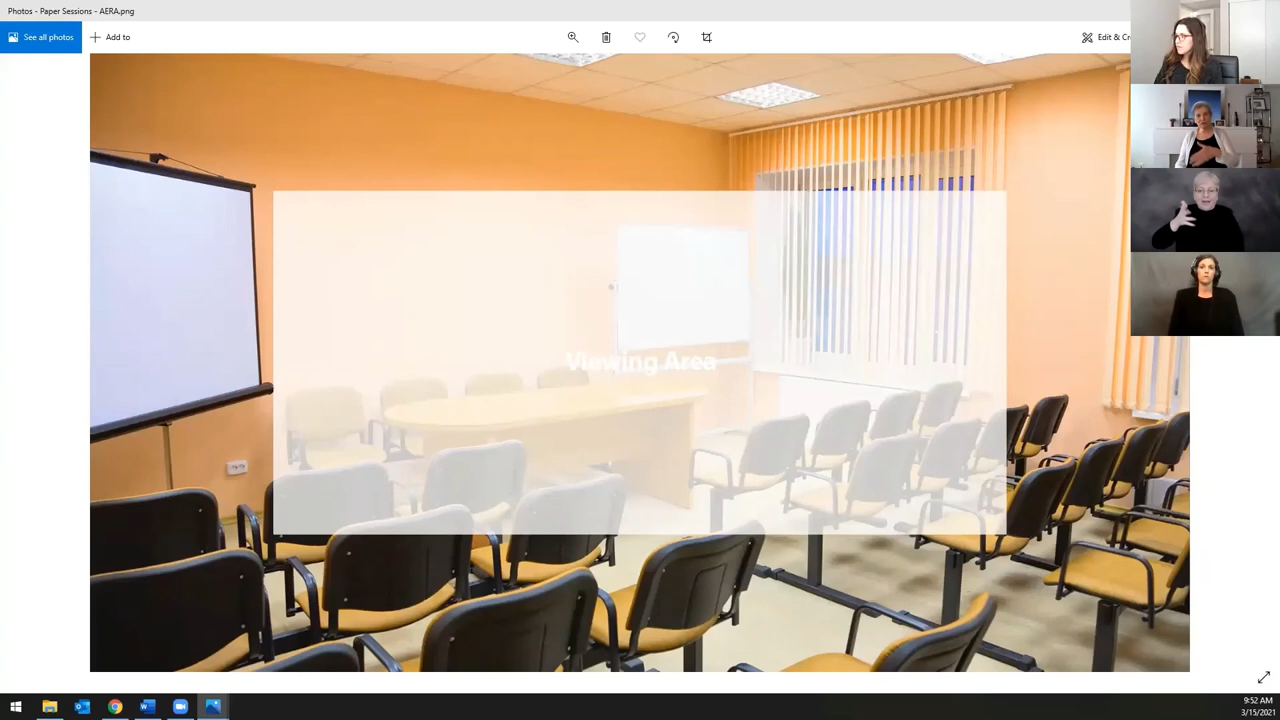 Photos - Paper Sessions - AERA.png
See all photos
Add to
Edit & Cr
Viewing Area
9:52 AM
3/15/2021